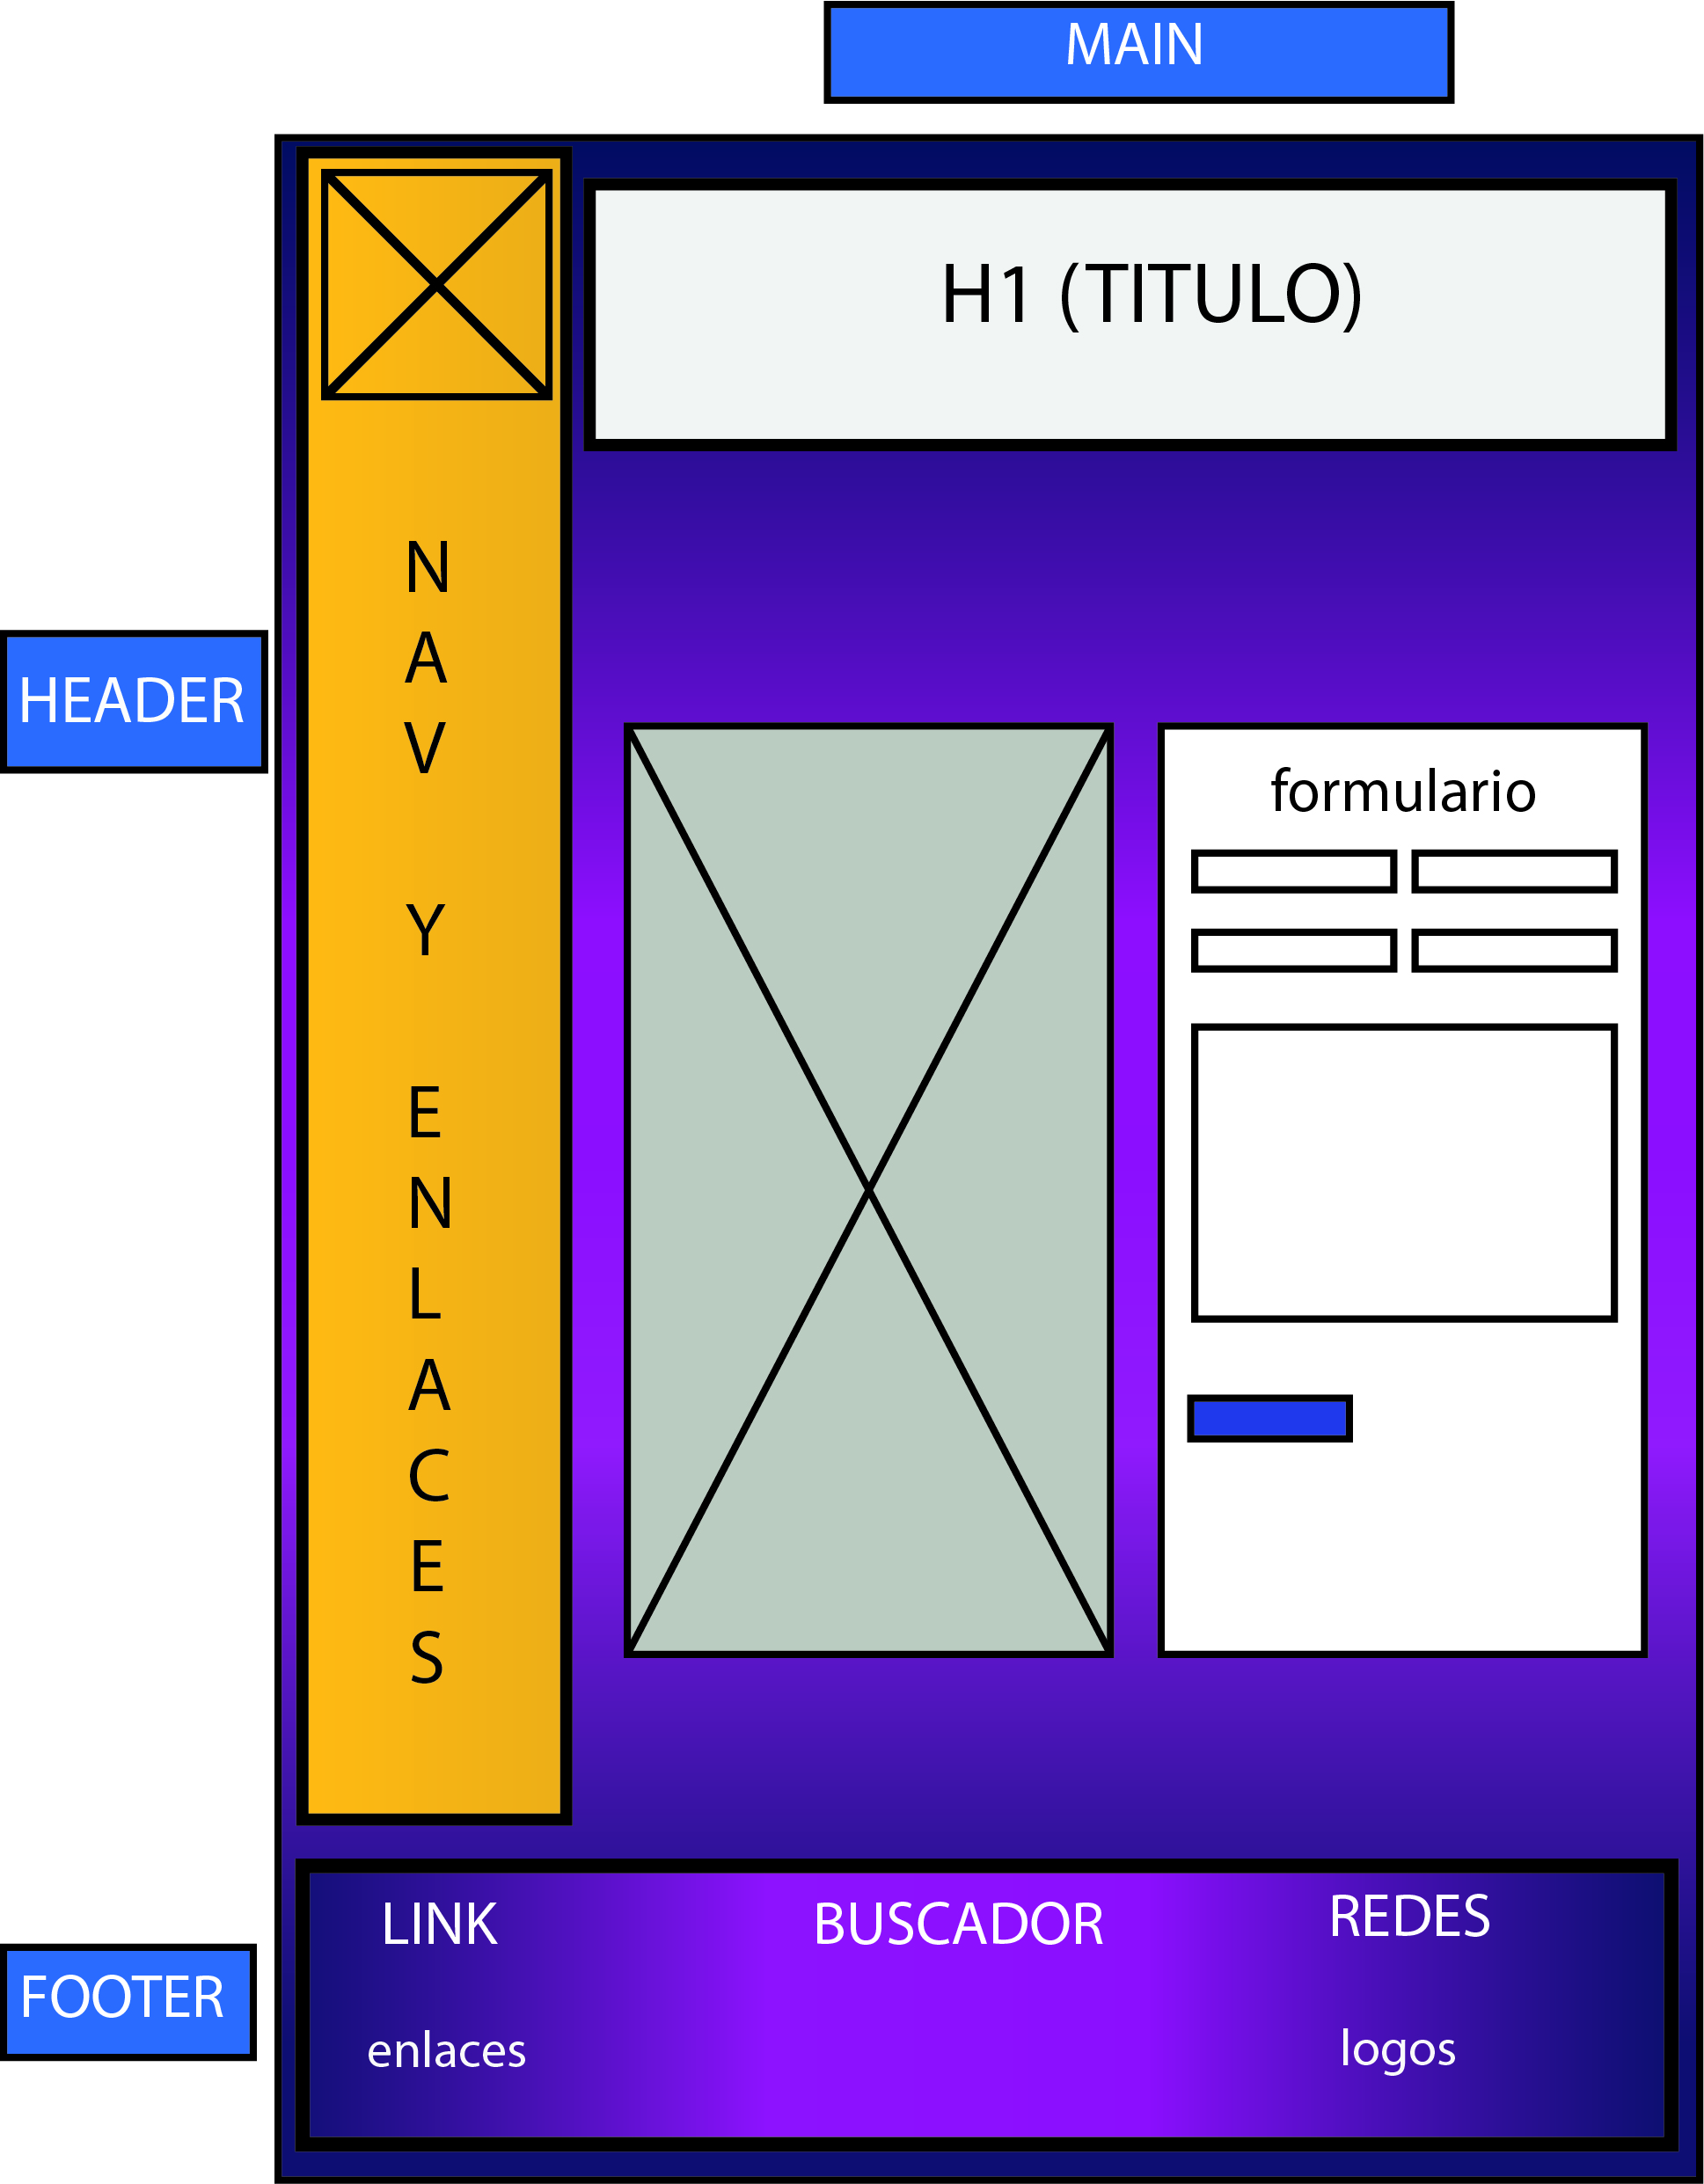 MAIN
H1 (TITULO)
N
A
V
Y
E
N
L
A
C
E
S
HEADER
formulario
LINK
BUSCADOR
REDES
FOOTER
enlaces
logos